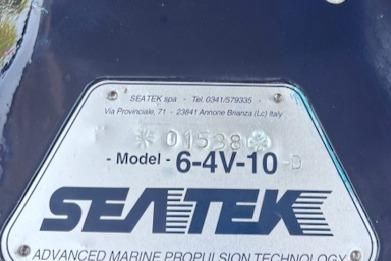 SEATEK spa - Tel. 0341/579335 -
Via Provinciale, 71 - 23841 Annone Brianza (Lc) Italy
* 01538 *
- Model - 6-4V-10-D
SEATEK
ADVANCED MARINE PROPULSION TECHNOLOGY